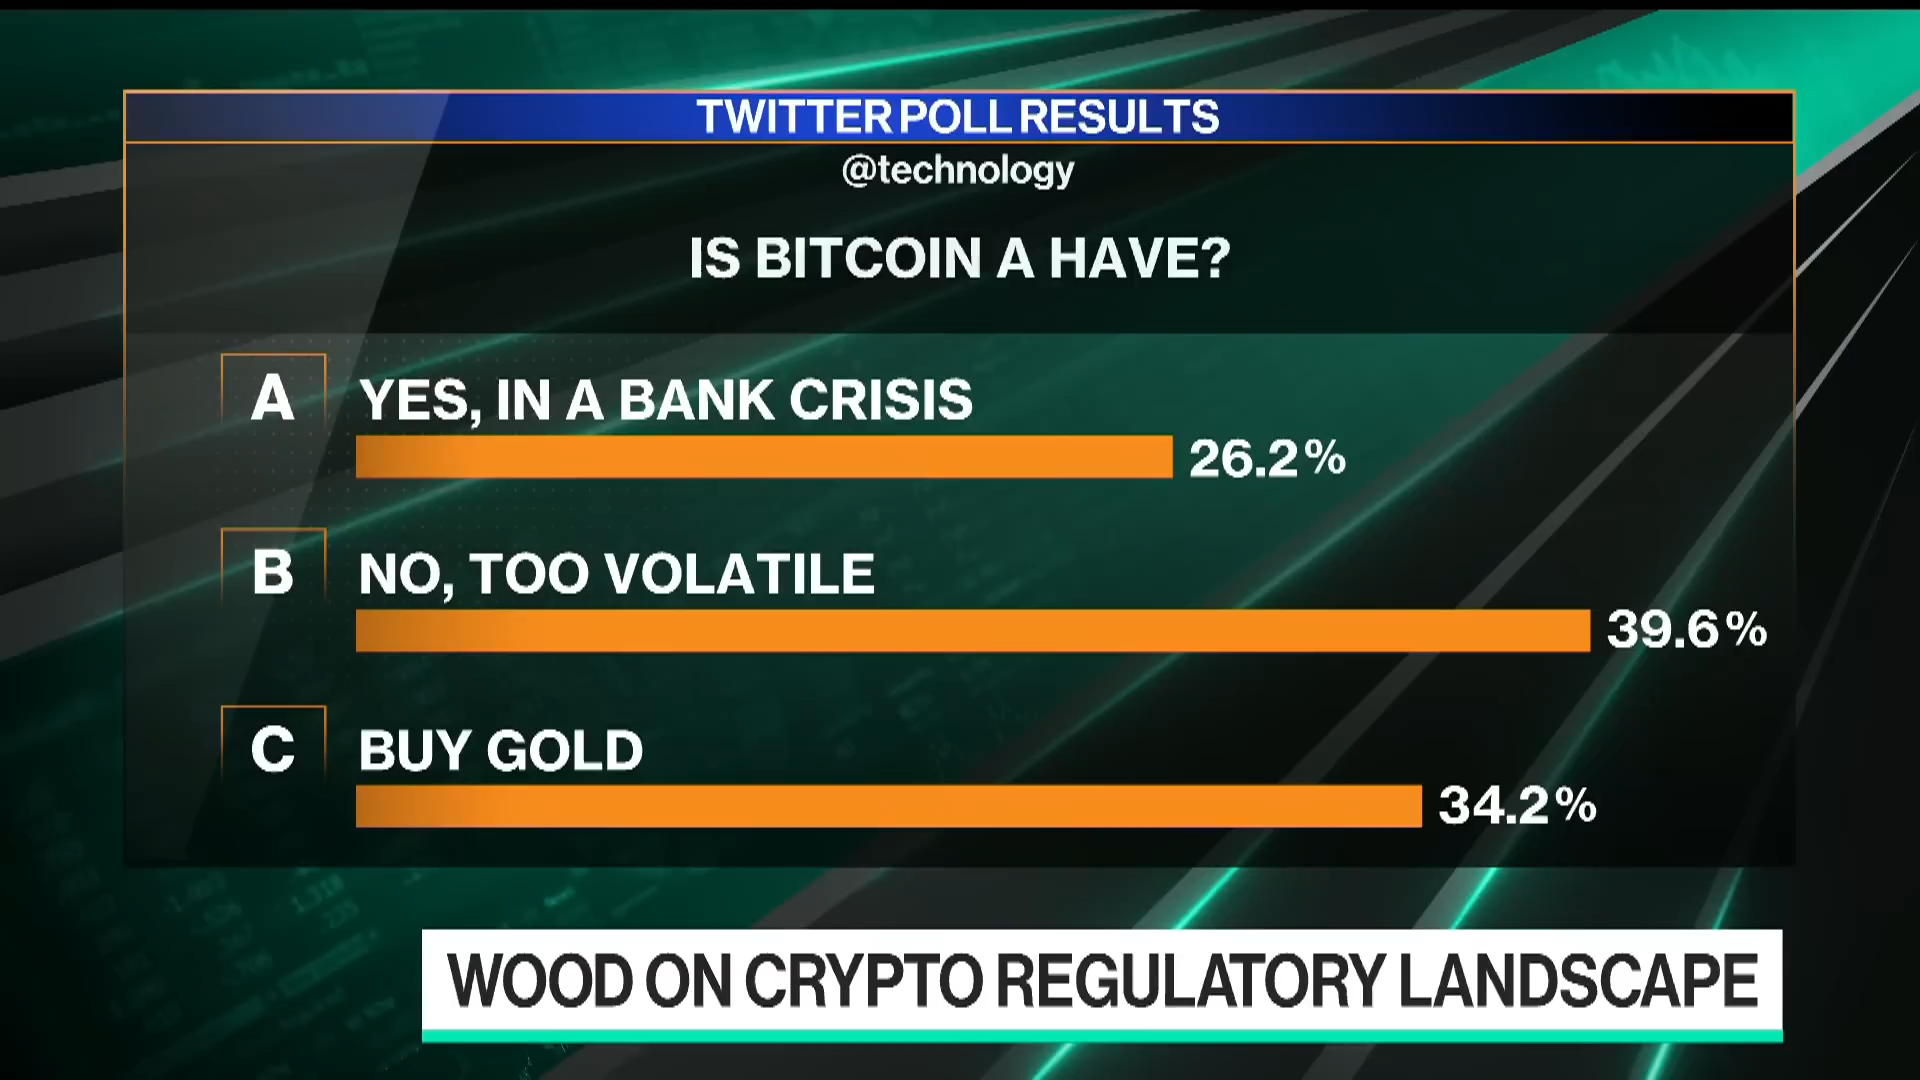 TWITTER POLL RESULTS
@technology
IS BITCOIN A HAVE?
A YES, IN A BANK CRISIS
26.2%
B NO, TOO VOLATILE
39.6%
C BUY GOLD
34.2%
WOOD ON CRYPTO REGULATORY LANDSCAPE